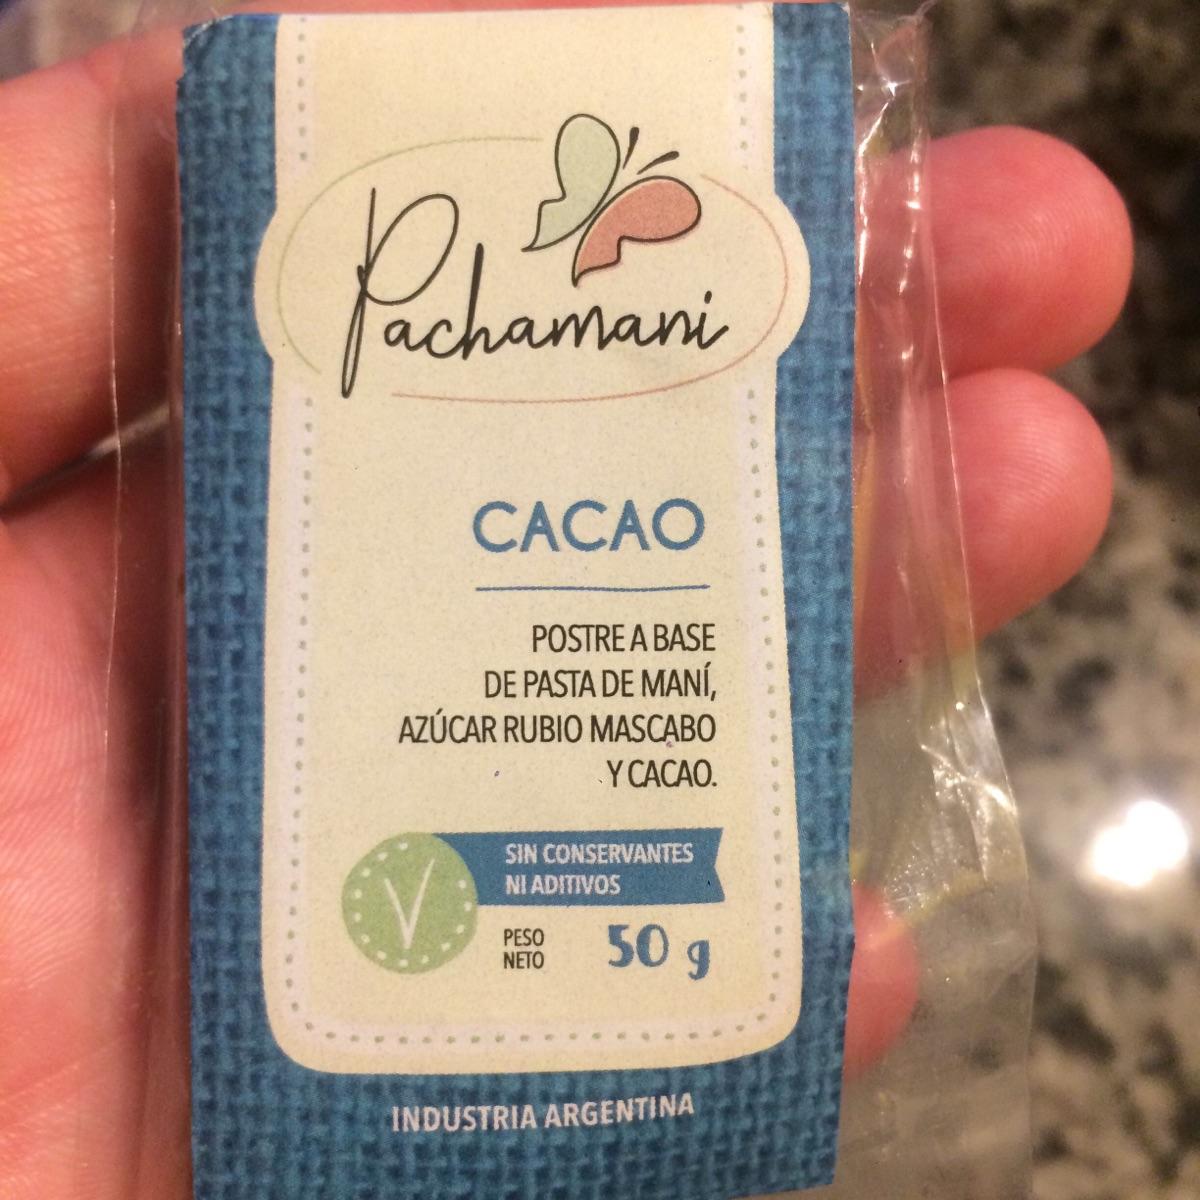 Pachamani
CACAO
POSTRE A BASE
DE PASTA DE MANÍ,
AZÚCAR RUBIO MASCABO
Y CACAO.
SIN CONSERVANTES
NI ADITIVOS
PESO
NETO
50 g
INDUSTRIA ARGENTINA